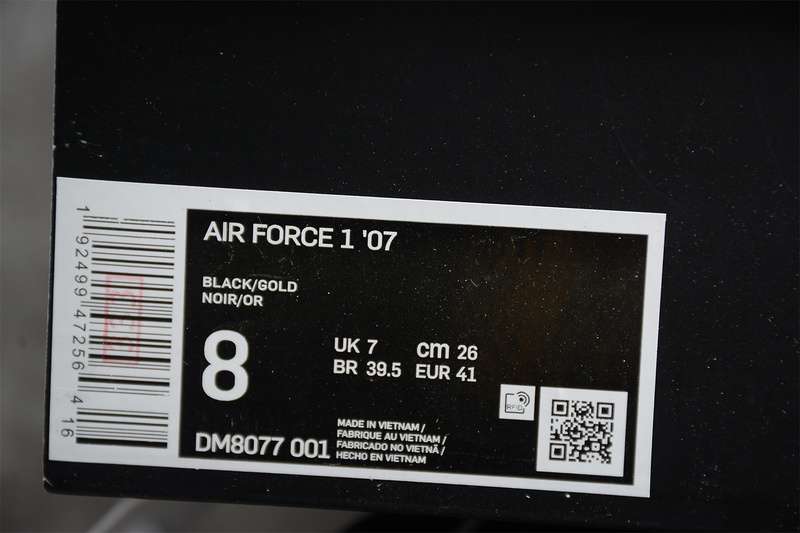 AIR FORCE 1 '07
BLACK/GOLD
NOIR/OR
8
UK 7 cm 26
BR 39.5 EUR 41
RFID
DM8077 001
MADE IN VIETNAM /
FABRIQUE AU VIETNAM /
FABRICADO NO VIETNÃ /
HECHO EN VIETNAM
1 92499 47256 4 16